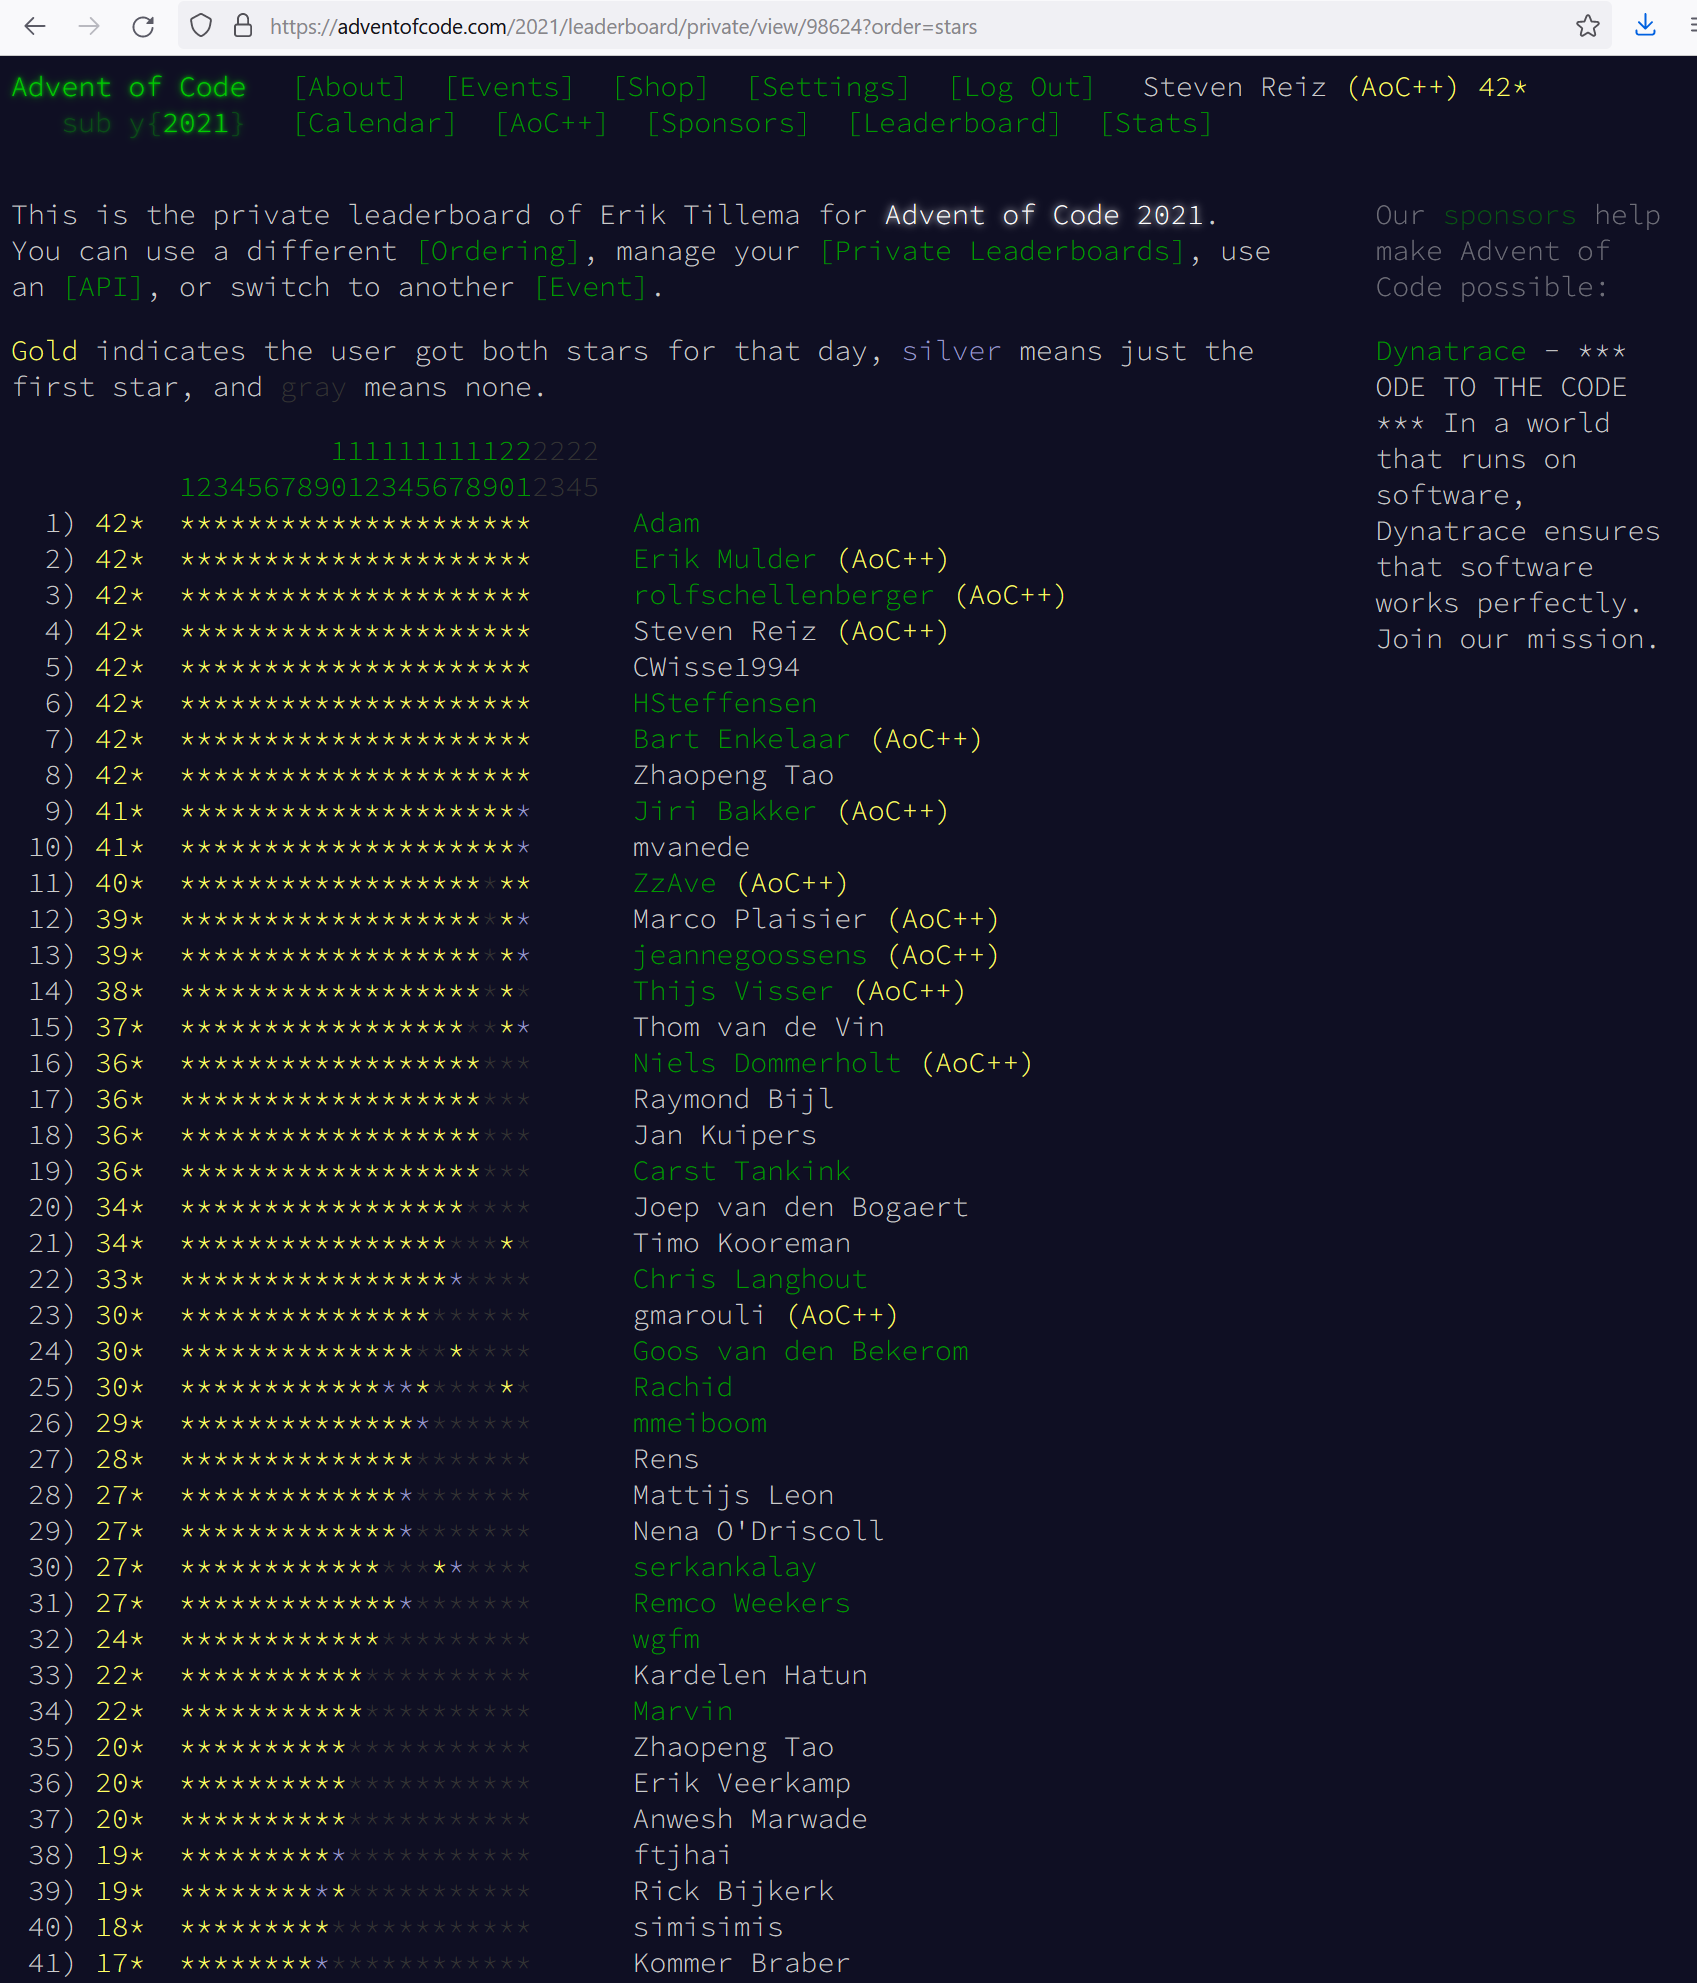 https://adventofcode.com/2021/leaderboard/private/view/98624?order=stars
Advent of Code [About] [Events] [Shop] [Settings] [Log Out] Steven Reiz (AoC++) 42*
sub y{2021} [Calendar] [AoC++] [Sponsors] [Leaderboard] [Stats]
This is the private leaderboard of Erik Tillema for Advent of Code 2021.
You can use a different [Ordering], manage your [Private Leaderboards], use
an [API], or switch to another [Event].
Gold indicates the user got both stars for that day, silver means just the
first star, and gray means none.
1111111111222222
1234567890123456789012345
1) 42* ********************* Adam
2) 42* ********************* Erik Mulder (AoC++)
3) 42* ********************* rolfschellenberger (AoC++)
4) 42* ********************* Steven Reiz (AoC++)
5) 42* ********************* CWisse1994
6) 42* ********************* HSteffensen
7) 42* ********************* Bart Enkelaar (AoC++)
8) 42* ********************* Zhaopeng Tao
9) 41* ********************* Jiri Bakker (AoC++)
10) 41* ********************* mvanede
11) 40* ********************* ZzAve (AoC++)
12) 39* ********************* Marco Plaisier (AoC++)
13) 39* ********************* jeannegoossens (AoC++)
14) 38* ********************* Thijs Visser (AoC++)
15) 37* ********************* Thom van de Vin
16) 36* ********************* Niels Dommerholt (AoC++)
17) 36* ********************* Raymond Bijl
18) 36* ********************* Jan Kuipers
19) 36* ********************* Carst Tankink
20) 34* ********************* Joep van den Bogaert
21) 34* ********************* Timo Kooreman
22) 33* ********************* Chris Langhout
23) 30* ********************* gmarouli (AoC++)
24) 30* ********************* Goos van den Bekerom
25) 30* ********************* Rachid
26) 29* ********************* mmeiboom
27) 28* ********************* Rens
28) 27* ********************* Mattijs Leon
29) 27* ********************* Nena O'Driscoll
30) 27* ********************* serkankalay
31) 27* ********************* Remco Weekers
32) 24* ********************* wgfm
33) 22* ********************* Kardelen Hatun
34) 22* ********************* Marvin
35) 20* ********************* Zhaopeng Tao
36) 20* ********************* Erik Veerkamp
37) 20* ********************* Anwesh Marwade
38) 19* ********************* ftjhai
39) 19* ********************* Rick Bijkerk
40) 18* ********************* simisimis
41) 17* ********************* Kommer Braber
Our sponsors help
make Advent of
Code possible:
Dynatrace - ***
ODE TO THE CODE
*** In a world
that runs on
software,
Dynatrace ensures
that software
works perfectly.
Join our mission.